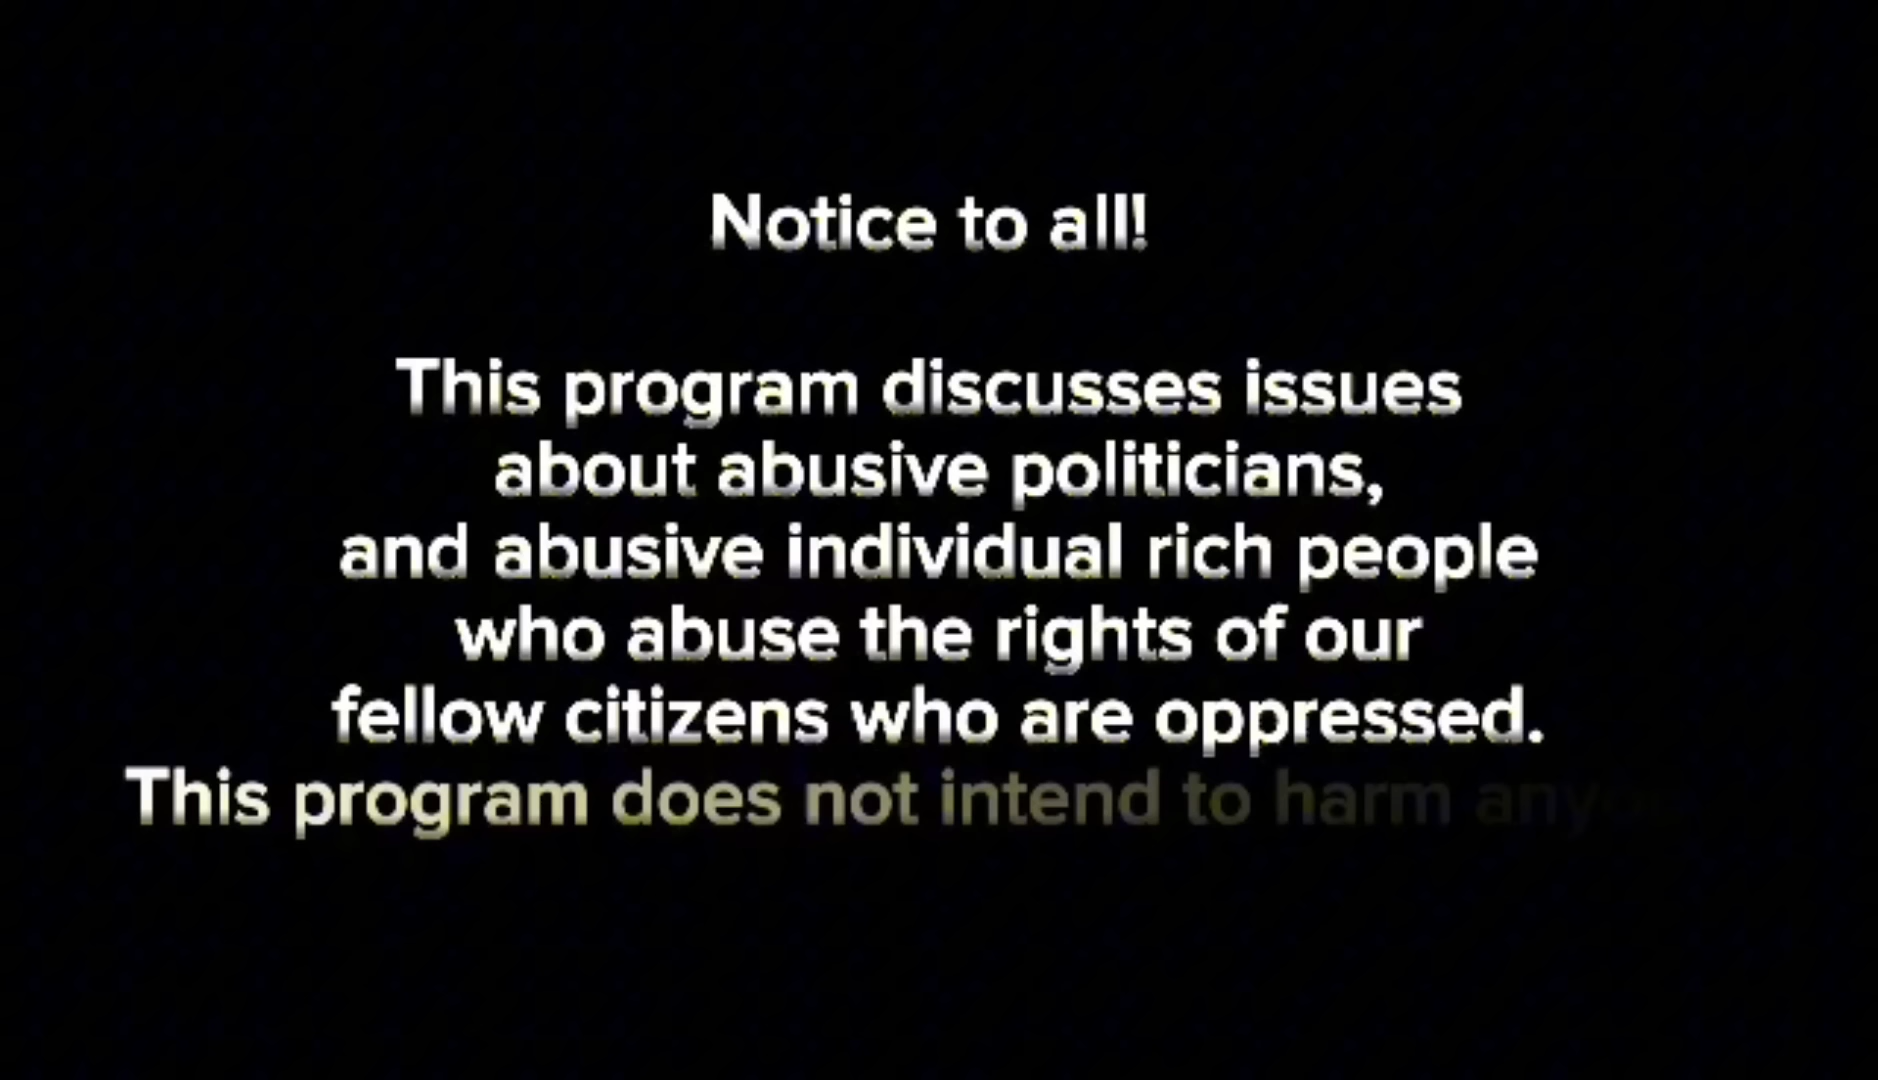 Notice to all!
This program discusses issues
about abusive politicians,
and abusive individual rich people
who abuse the rights of our
fellow citizens who are oppressed.
This program does not intend to harm